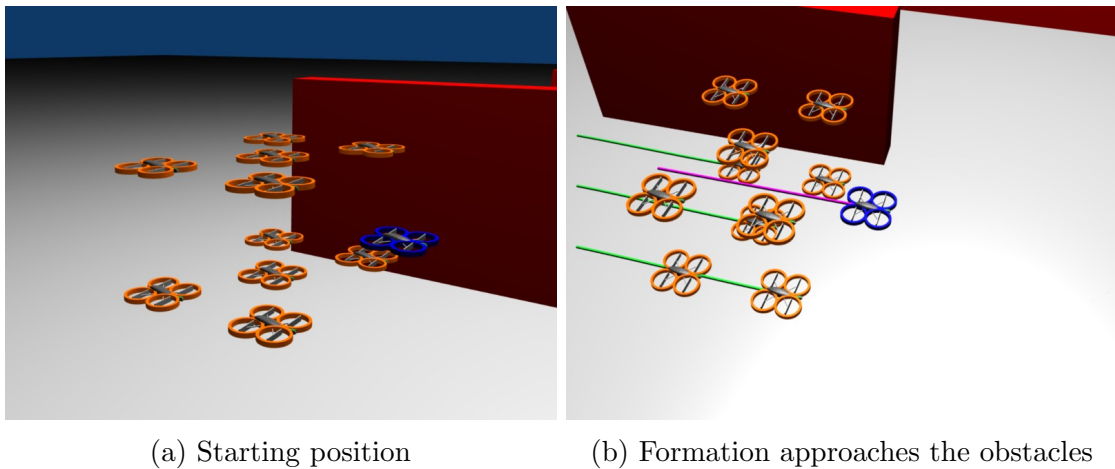 (a) Starting position
(b) Formation approaches the obstacles